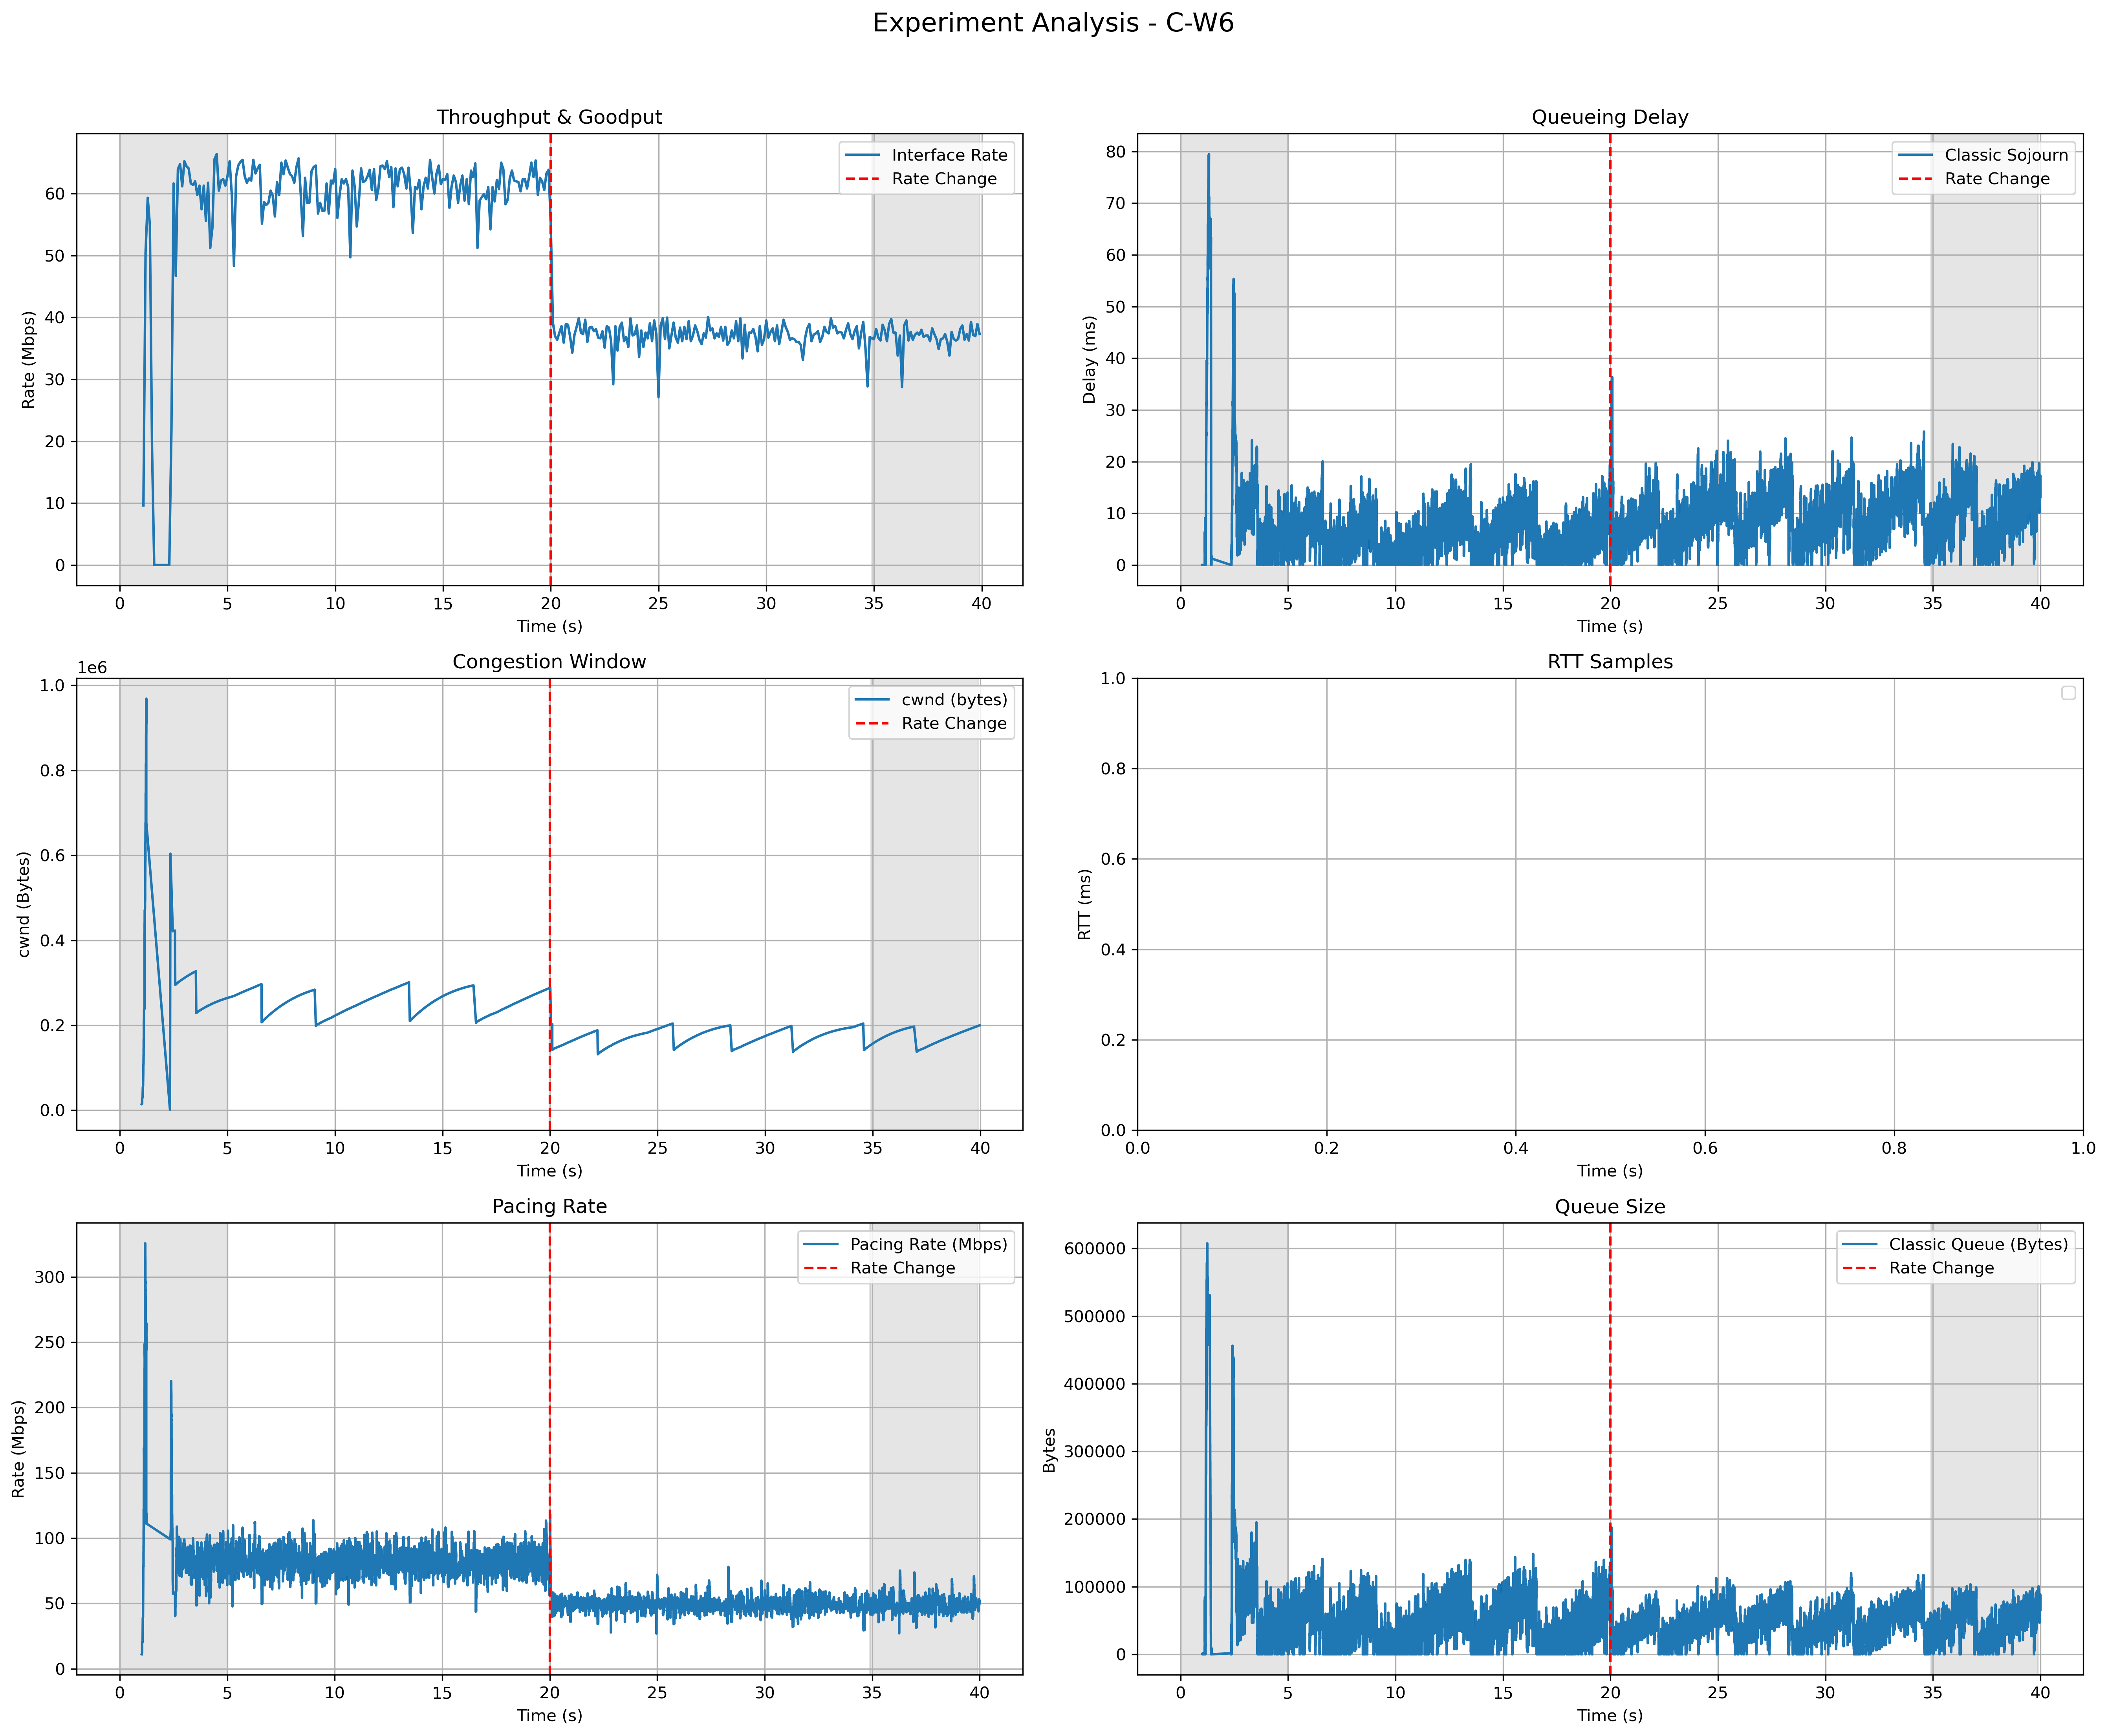 Experiment Analysis - C-W6
Throughput & Goodput
Rate (Mbps)
60
50
40
30
20
10
0
Interface Rate
Rate Change
0 5 10 15 20 25 30 35 40
Time (s)
Queueing Delay
Delay (ms)
80
70
60
50
40
30
20
10
0
Classic Sojourn
Rate Change
0 5 10 15 20 25 30 35 40
Time (s)
Congestion Window
1e6
cwnd (Bytes)
1.0
0.8
0.6
0.4
0.2
0.0
cwnd (bytes)
Rate Change
0 5 10 15 20 25 30 35 40
Time (s)
RTT Samples
RTT (ms)
1.0
0.8
0.6
0.4
0.2
0.0
0.0 0.2 0.4 0.6 0.8 1.0
Time (s)
Pacing Rate
Rate (Mbps)
300
250
200
150
100
50
0
Pacing Rate (Mbps)
Rate Change
0 5 10 15 20 25 30 35 40
Time (s)
Queue Size
Bytes
600000
500000
400000
300000
200000
100000
0
Classic Queue (Bytes)
Rate Change
0 5 10 15 20 25 30 35 40
Time (s)